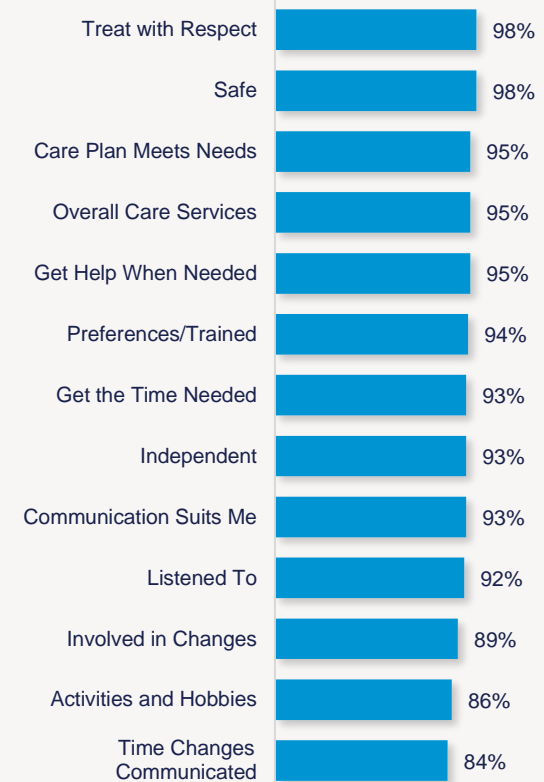 Treat with Respect 98%
Safe 98%
Care Plan Meets Needs 95%
Overall Care Services 95%
Get Help When Needed 95%
Preferences/Trained 94%
Get the Time Needed 93%
Independent 93%
Communication Suits Me 93%
Listened To 92%
Involved in Changes 89%
Activities and Hobbies 86%
Time Changes
Communicated 84%